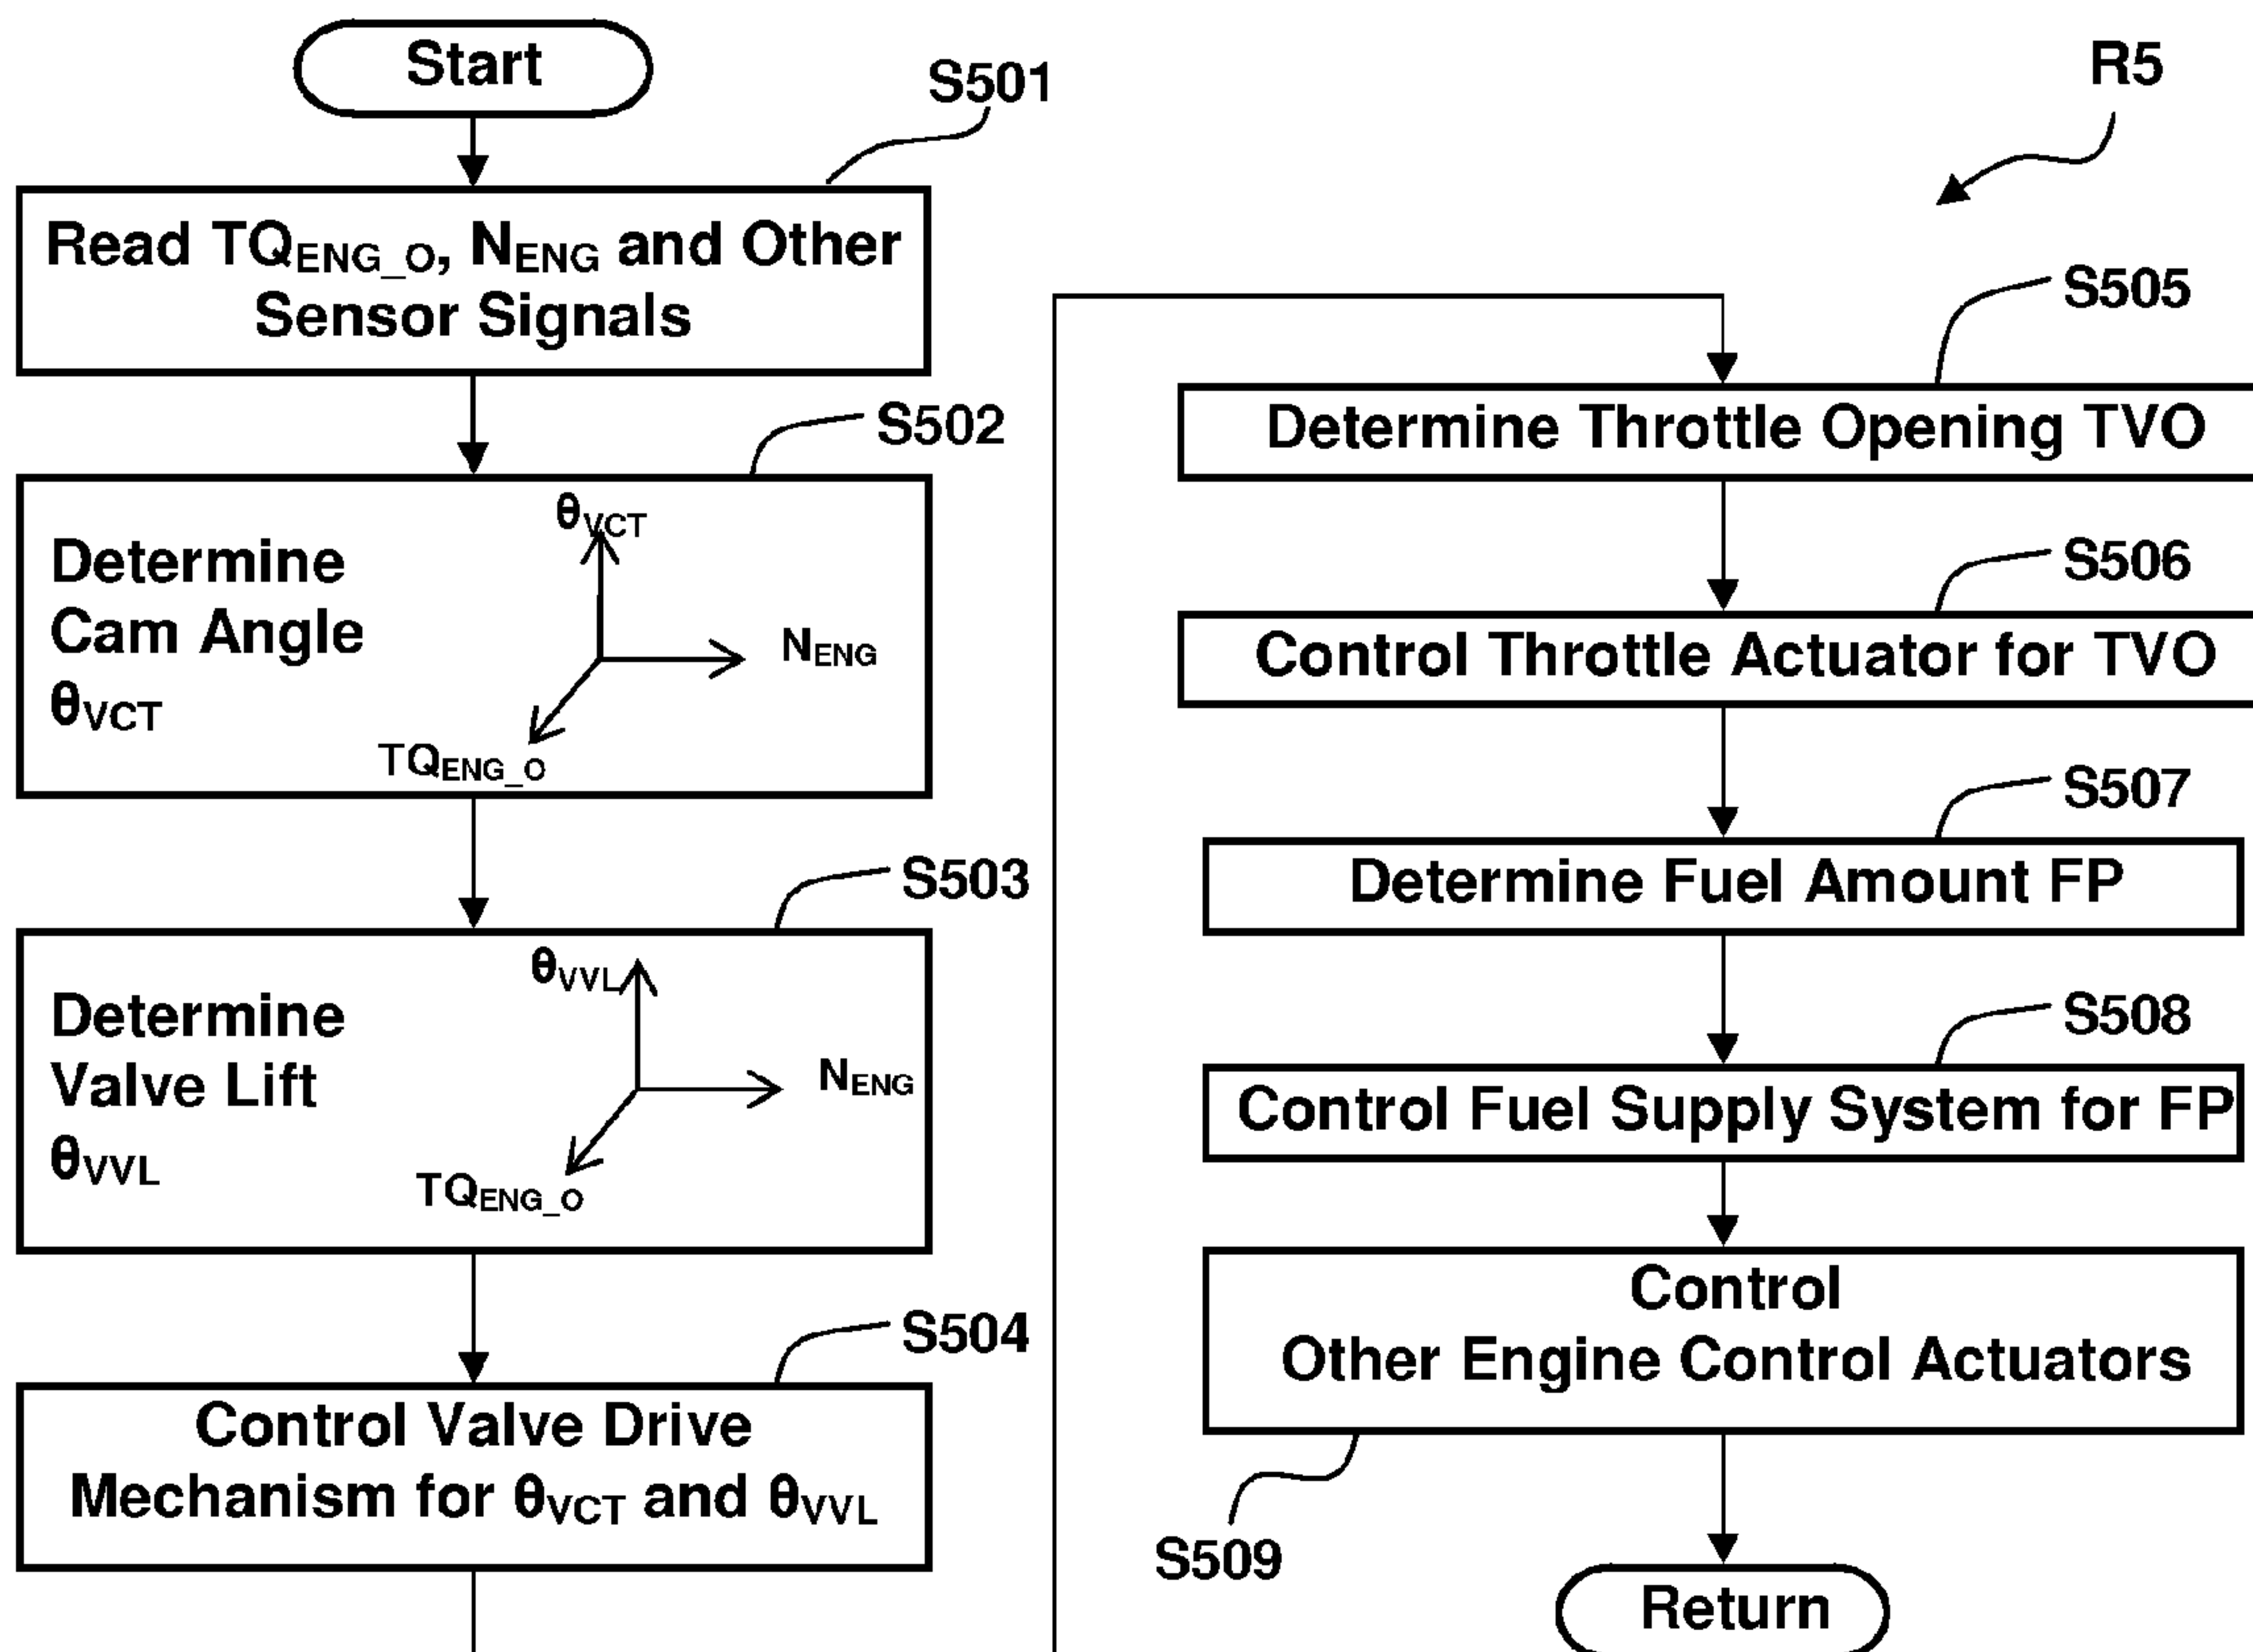 Start
S501
Read TQENG_O, NENG and Other
Sensor Signals
S502
Determine
Cam Angle
θVCT
θVCT
NENG
TQENG_O
S503
Determine
Valve Lift
θVVL
θVVL
NENG
TQENG_O
S504
Control Valve Drive
Mechanism for θVCT and θVVL
R5
S505
Determine Throttle Opening TVO
S506
Control Throttle Actuator for TVO
S507
Determine Fuel Amount FP
S508
Control Fuel Supply System for FP
Control
Other Engine Control Actuators
S509
Return